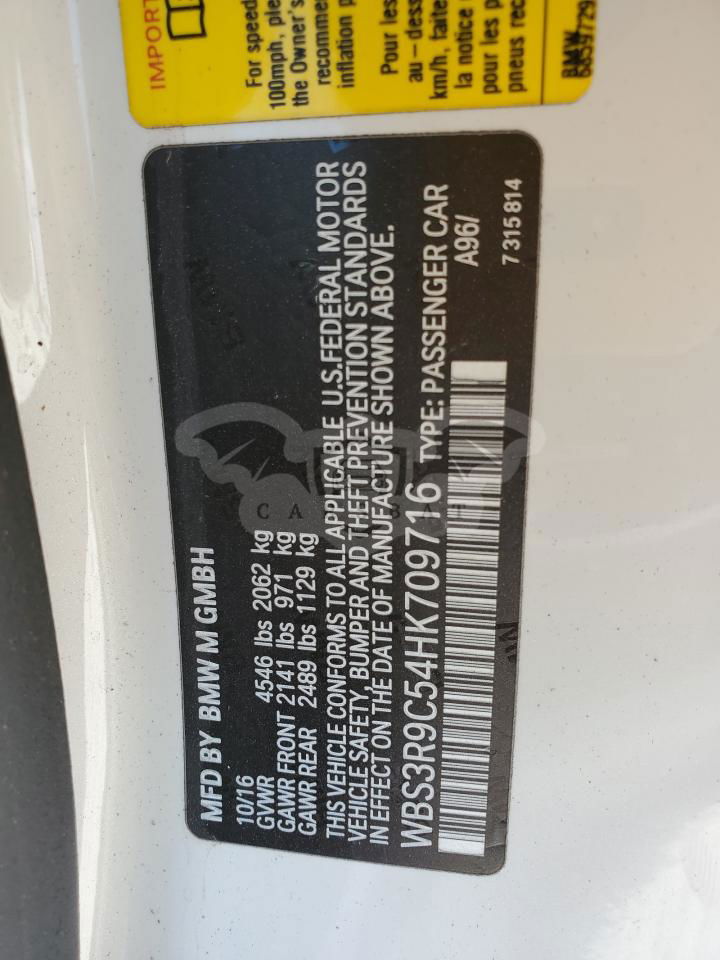 IMPORT
For speed
100mph, ple
the Owner's
recommen
inflation p
Pour les
au-dess
km/h, faite
la notice
pour les p
pneus rec
BMW
MFD BY BMW M GMBH
10/16
GVWR 4546 lbs 2062 kg
GAWR FRONT 2141 lbs 971 kg
GAWR REAR 2489 lbs 1129 kg
THIS VEHICLE CONFORMS TO ALL APPLICABLE U.S.FEDERAL MOTOR
VEHICLE SAFETY, BUMPER AND THEFT PREVENTION STANDARDS
IN EFFECT ON THE DATE OF MANUFACTURE SHOWN ABOVE.
WBS3R9C54HK709716 TYPE: PASSENGER CAR
A96/
7 315 814